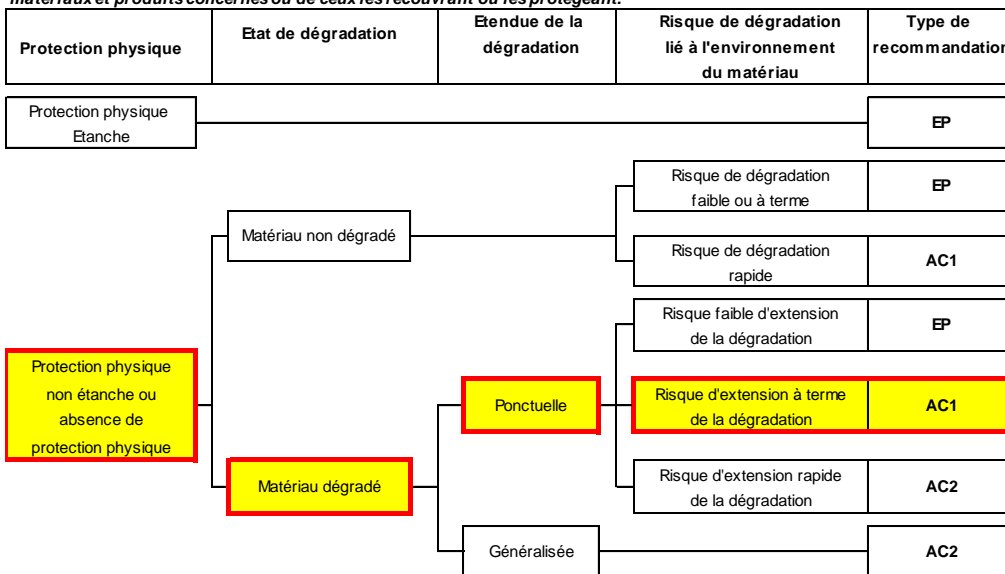 matériaux et produits concernés ou de ceux les recouvrant ou les protégeant.
Protection physique
Etat de dégradation
Etendue de la
dégradation
Risque de dégradation
lié à l'environnement
du matériau
Type de
recommandation
Protection physique
Etanche
EP
Risque de dégradation
faible ou à terme
EP
Matériau non dégradé
Risque de dégradation
rapide
AC1
Risque faible d'extension
de la dégradation
EP
Protection physique
non étanche ou
absence de
protection physique
Ponctuelle
Risque d'extension à terme
de la dégradation
AC1
Matériau dégradé
Risque d'extension rapide
de la dégradation
AC2
Généralisée
AC2